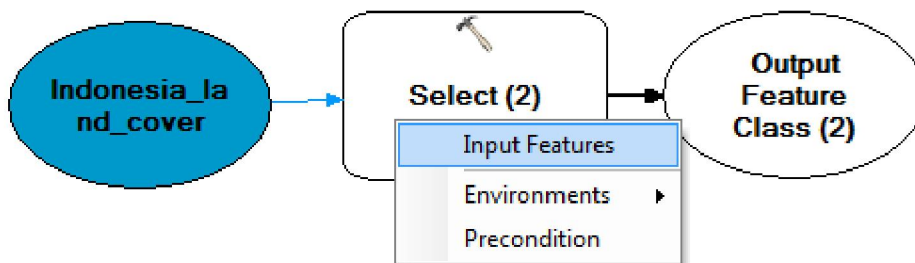 Indonesia_la
nd_cover
Select (2)
Output
Feature
Class (2)
Input Features
Environments
Precondition